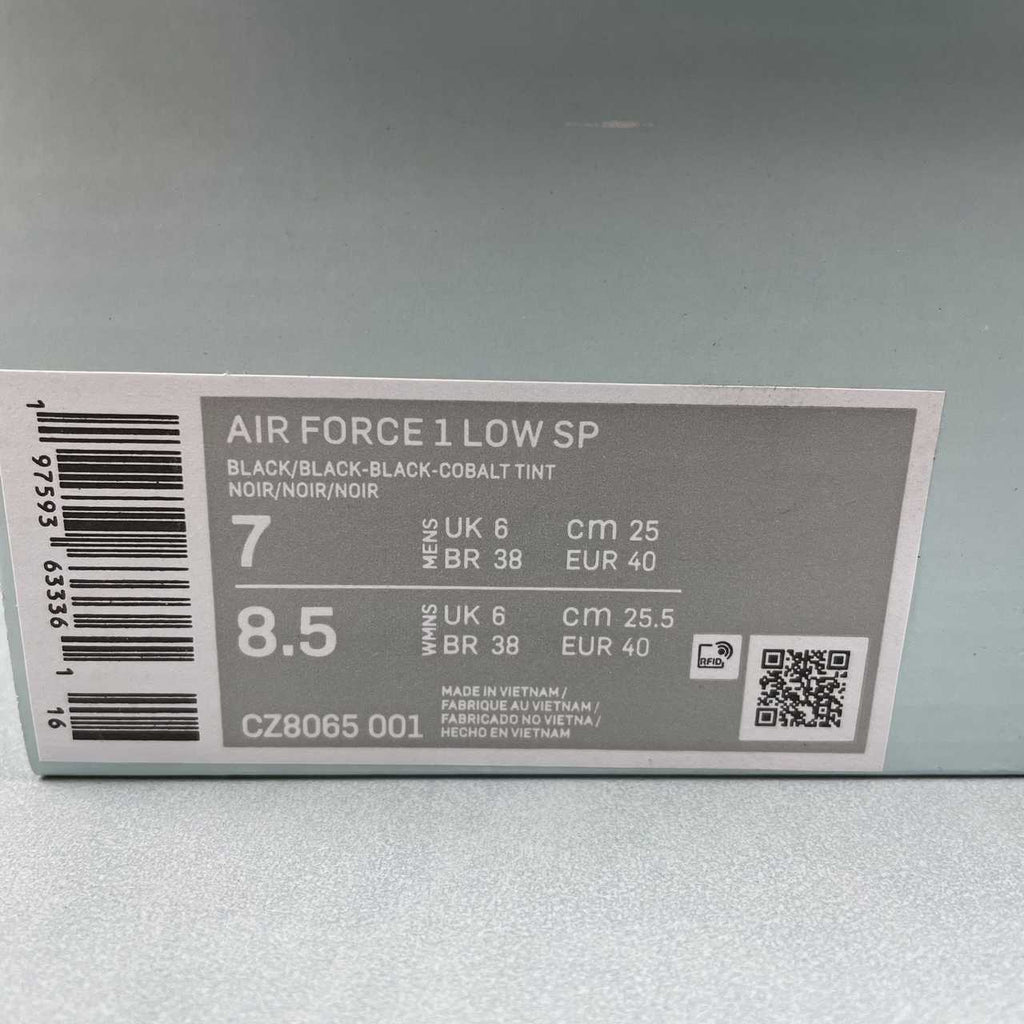 AIR FORCE 1 LOW SP
BLACK/BLACK-BLACK-COBALT TINT
NOIR/NOIR/NOIR
7
MENS
UK 6 cm 25
BR 38 EUR 40
8.5
WMNS
UK 6 cm 25.5
BR 38 EUR 40
RFID
CZ8065 001
MADE IN VIETNAM /
FABRIQUE AU VIETNAM /
FABRICADO NO VIETNA /
HECHO EN VIETNAM
1 97593 63336 1
16